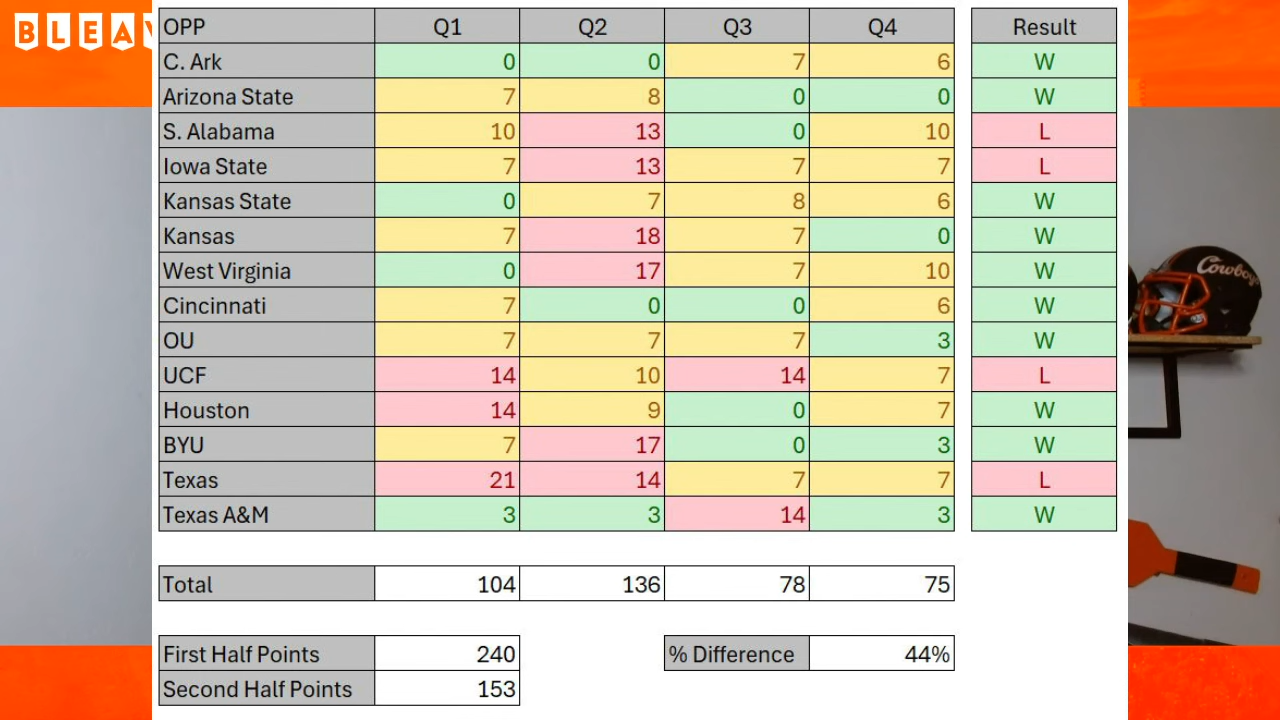 BLEAV
OPP Q1 Q2 Q3 Q4 Result
C. Ark 0 0 7 6 W
Arizona State 7 8 0 0 W
S. Alabama 10 13 0 10 L
Iowa State 7 13 7 7 L
Kansas State 0 7 8 6 W
Kansas 7 18 7 0 W
West Virginia 0 17 7 10 W
Cincinnati 7 0 0 6 W
OU 7 7 7 3 W
UCF 14 10 14 7 L
Houston 14 9 0 7 W
BYU 7 17 0 3 W
Texas 21 14 7 7 L
Texas A&M 3 3 14 3 W
Total 104 136 78 75
First Half Points 240 % Difference 44%
Second Half Points 153
Cowboys